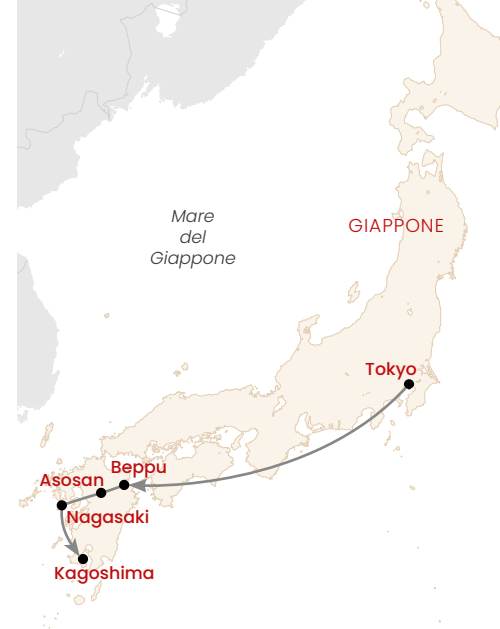 Mare
del
Giappone
GIAPPONE
Tokyo
Beppu
Asosan
Nagasaki
Kagoshima